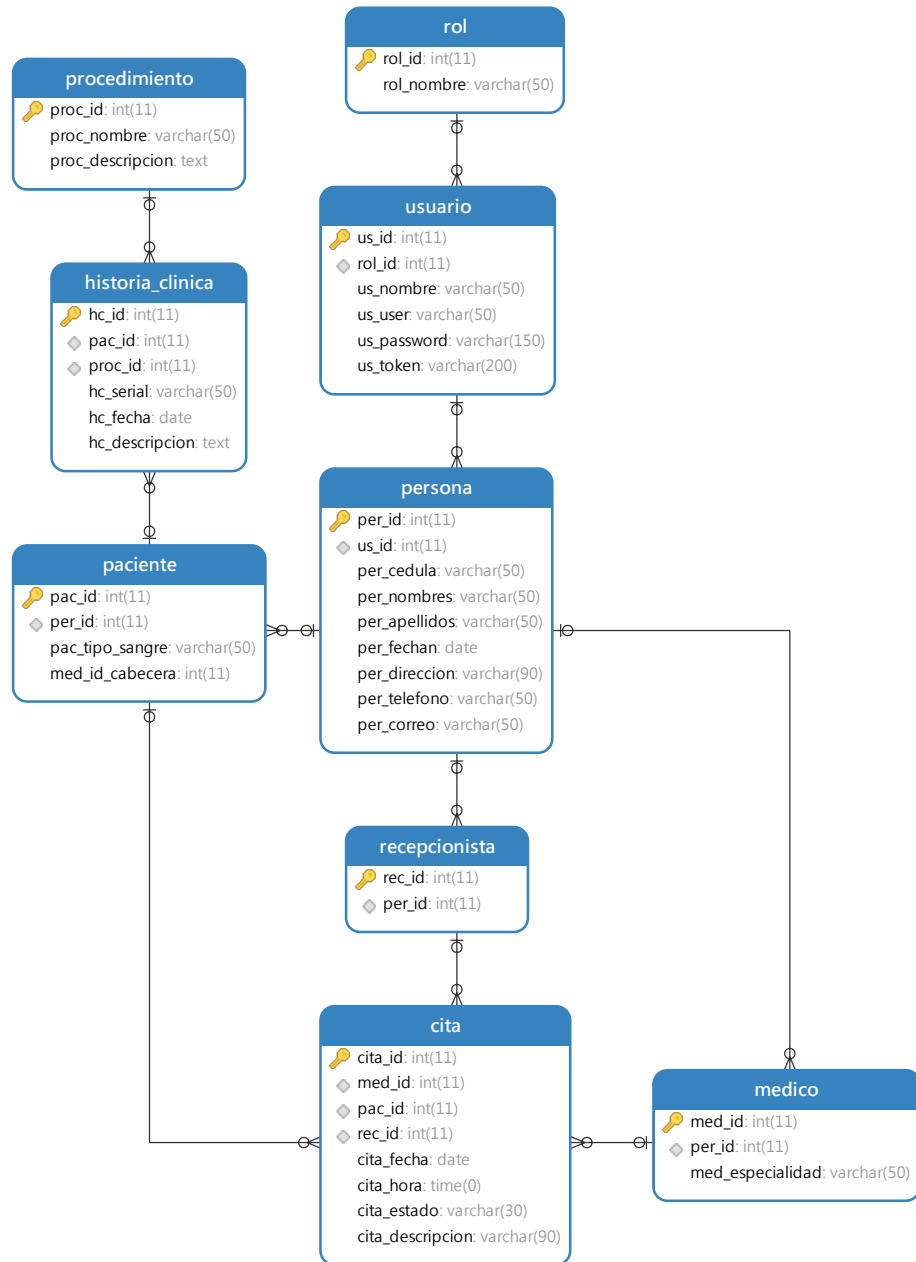 rol
rol_id: int(11)
rol_nombre: varchar(50)
procedimiento
proc_id: int(11)
proc_nombre: varchar(50)
proc_descripcion: text
usuario
us_id: int(11)
rol_id: int(11)
us_nombre: varchar(50)
us_user: varchar(50)
us_password: varchar(150)
us_token: varchar(200)
historia_clinica
hc_id: int(11)
pac_id: int(11)
proc_id: int(11)
hc_serial: varchar(50)
hc_fecha: date
hc_descripcion: text
persona
per_id: int(11)
us_id: int(11)
per_cedula: varchar(50)
per_nombres: varchar(50)
per_apellidos: varchar(50)
per_fechan: date
per_direccion: varchar(90)
per_telefono: varchar(50)
per_correo: varchar(50)
paciente
pac_id: int(11)
per_id: int(11)
pac_tipo_sangre: varchar(50)
med_id_cabecera: int(11)
recepcionista
rec_id: int(11)
per_id: int(11)
cita
cita_id: int(11)
med_id: int(11)
pac_id: int(11)
rec_id: int(11)
cita_fecha: date
cita_hora: time(0)
cita_estado: varchar(30)
cita_descripcion: varchar(90)
medico
med_id: int(11)
per_id: int(11)
med_especialidad: varchar(50)